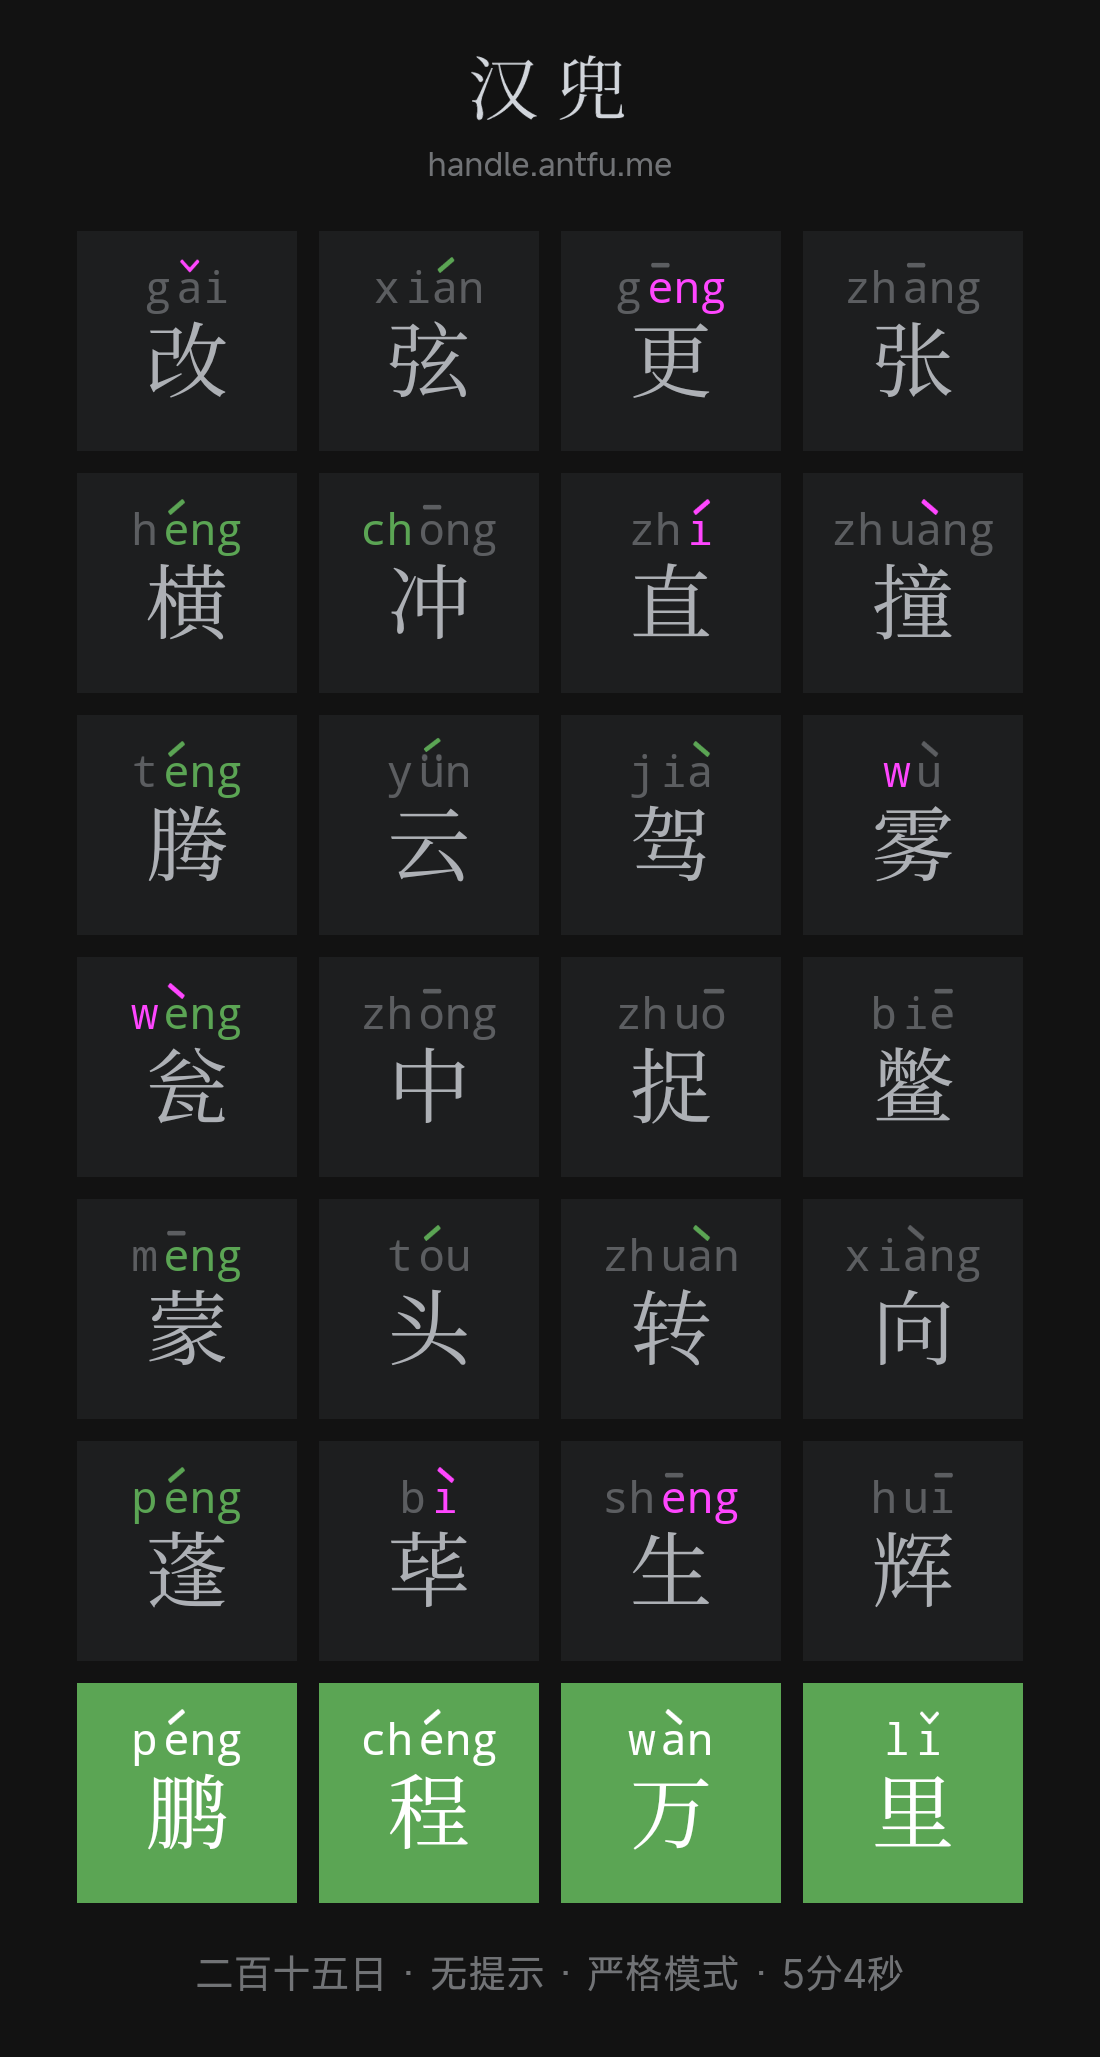 汉兜
handle.antfu.me
gǎi xián gēng zhāng
改 弦 更 张
héng chōng zhí zhuàng
横 冲 直 撞
téng yǘn jià wù
腾 云 驾 雾
wèng zhōng zhuō biē
瓮 中 捉 鳖
mēng tóu zhuàn xiàng
蒙 头 转 向
péng bì shēng huī
蓬 荜 生 辉
péng chéng wàn lǐ
鹏 程 万 里
二百十五日 · 无提示 · 严格模式 · 5分4秒